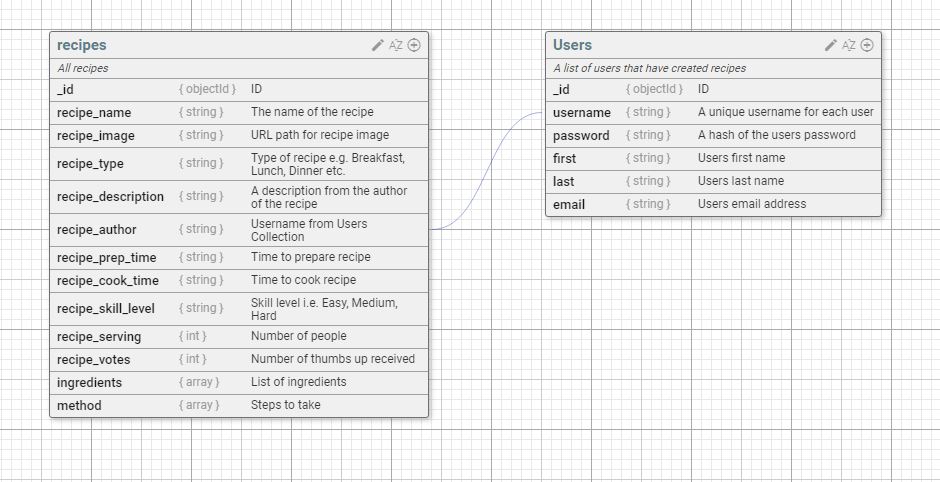 recipes AZ
All recipes
_id { objectId } ID
recipe_name { string } The name of the recipe
recipe_image { string } URL path for recipe image
recipe_type { string } Type of recipe e.g. Breakfast,
Lunch, Dinner etc.
recipe_description { string } A description from the author
of the recipe
recipe_author { string } Username from Users
Collection
recipe_prep_time { string } Time to prepare recipe
recipe_cook_time { string } Time to cook recipe
recipe_skill_level { string } Skill level i.e. Easy, Medium,
Hard
recipe_serving { int } Number of people
recipe_votes { int } Number of thumbs up received
ingredients { array } List of ingredients
method { array } Steps to take
Users AZ
A list of users that have created recipes
_id { objectId } ID
username { string } A unique username for each user
password { string } A hash of the users password
first { string } Users first name
last { string } Users last name
email { string } Users email address